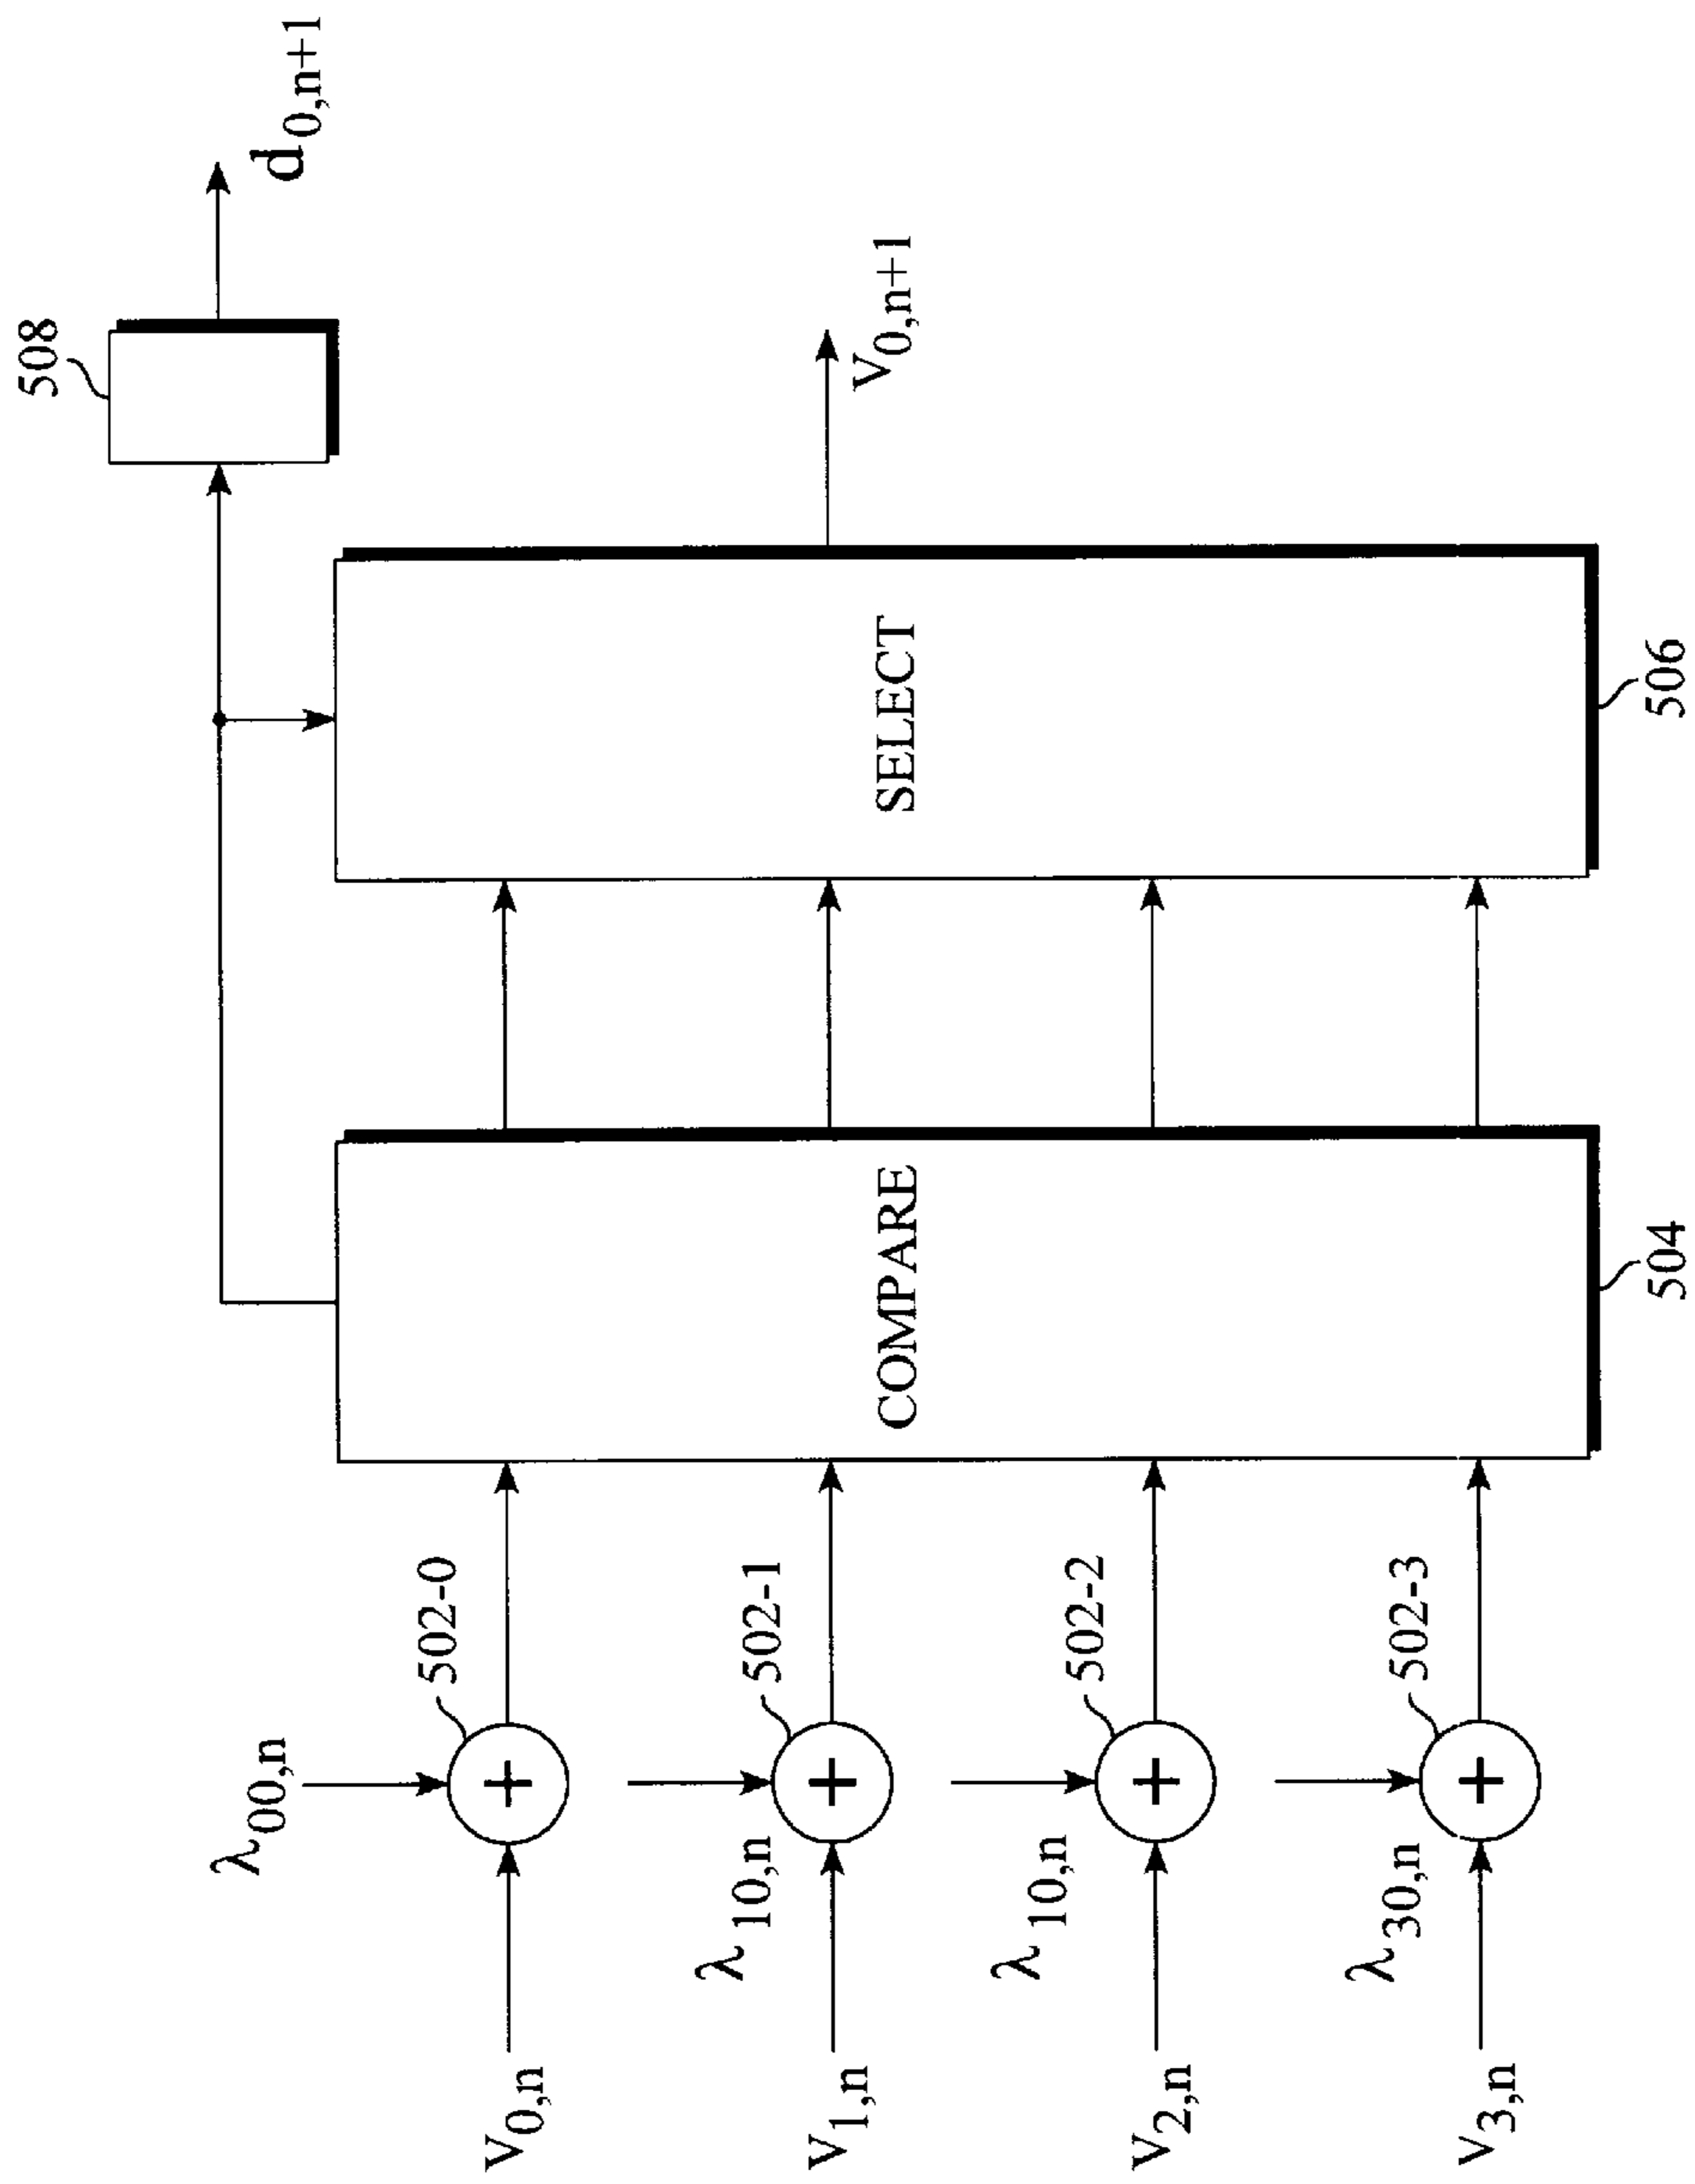 508
d0,n+1
λ00,n
502-0
V0,n
λ10,n
502-1
V1,n
COMPARE
SELECT
V0,n+1
λ10,n
502-2
V2,n
λ30,n
502-3
V3,n
504
506